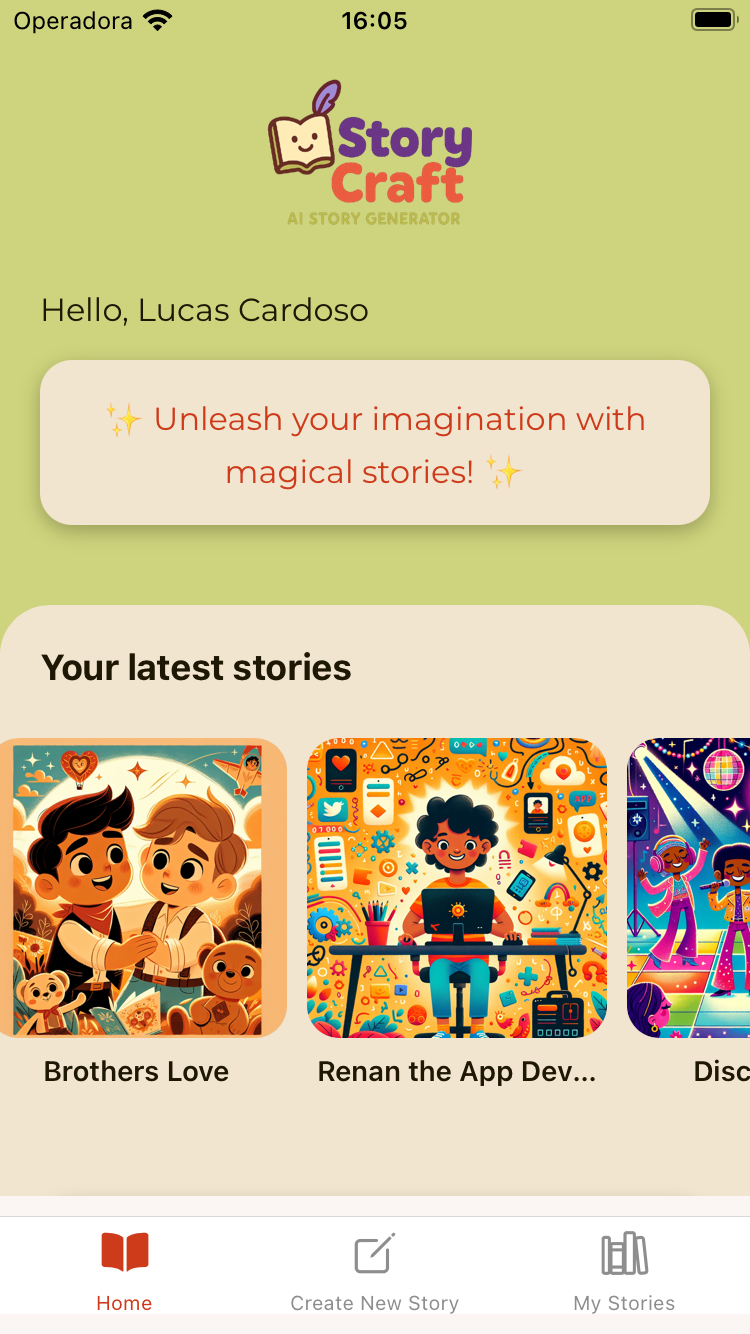 Operadora
16:05
Story
Craft
AI STORY GENERATOR
Hello, Lucas Cardoso
✨ Unleash your imagination with
magical stories! ✨
Your latest stories
APP
Brothers Love
Renan the App Dev...
Disc
Home
Create New Story
My Stories